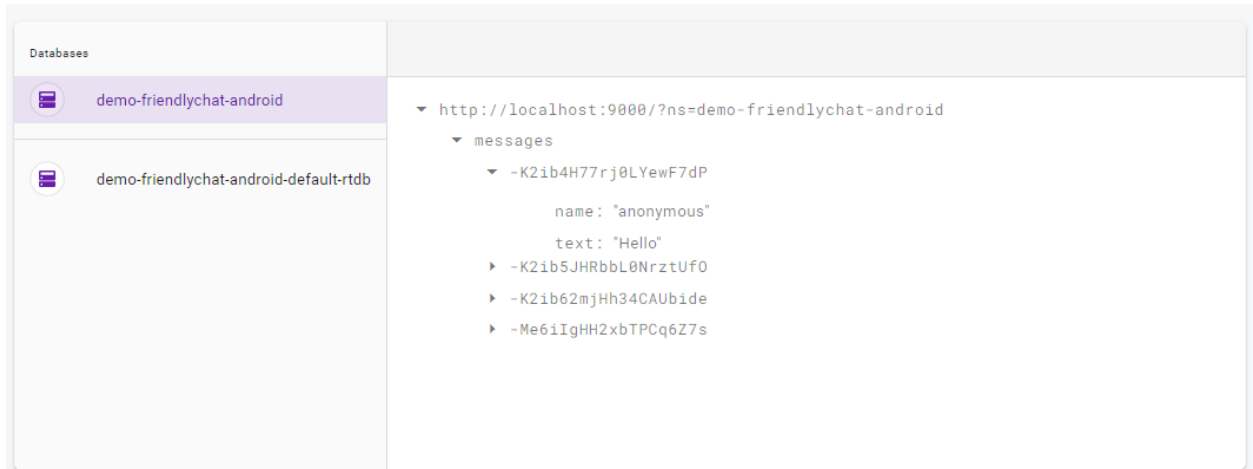 Databases
demo-friendlychat-android
demo-friendlychat-android-default-rtdb
http://localhost:9000/?ns=demo-friendlychat-android
messages
-K2ib4H77rj0LYewF7dP
name: "anonymous"
text: "Hello"
-K2ib5JHRbbL0NrztUfO
-K2ib62mjHh34CAUbide
-Me6iIgHH2xbTPCq6Z7s